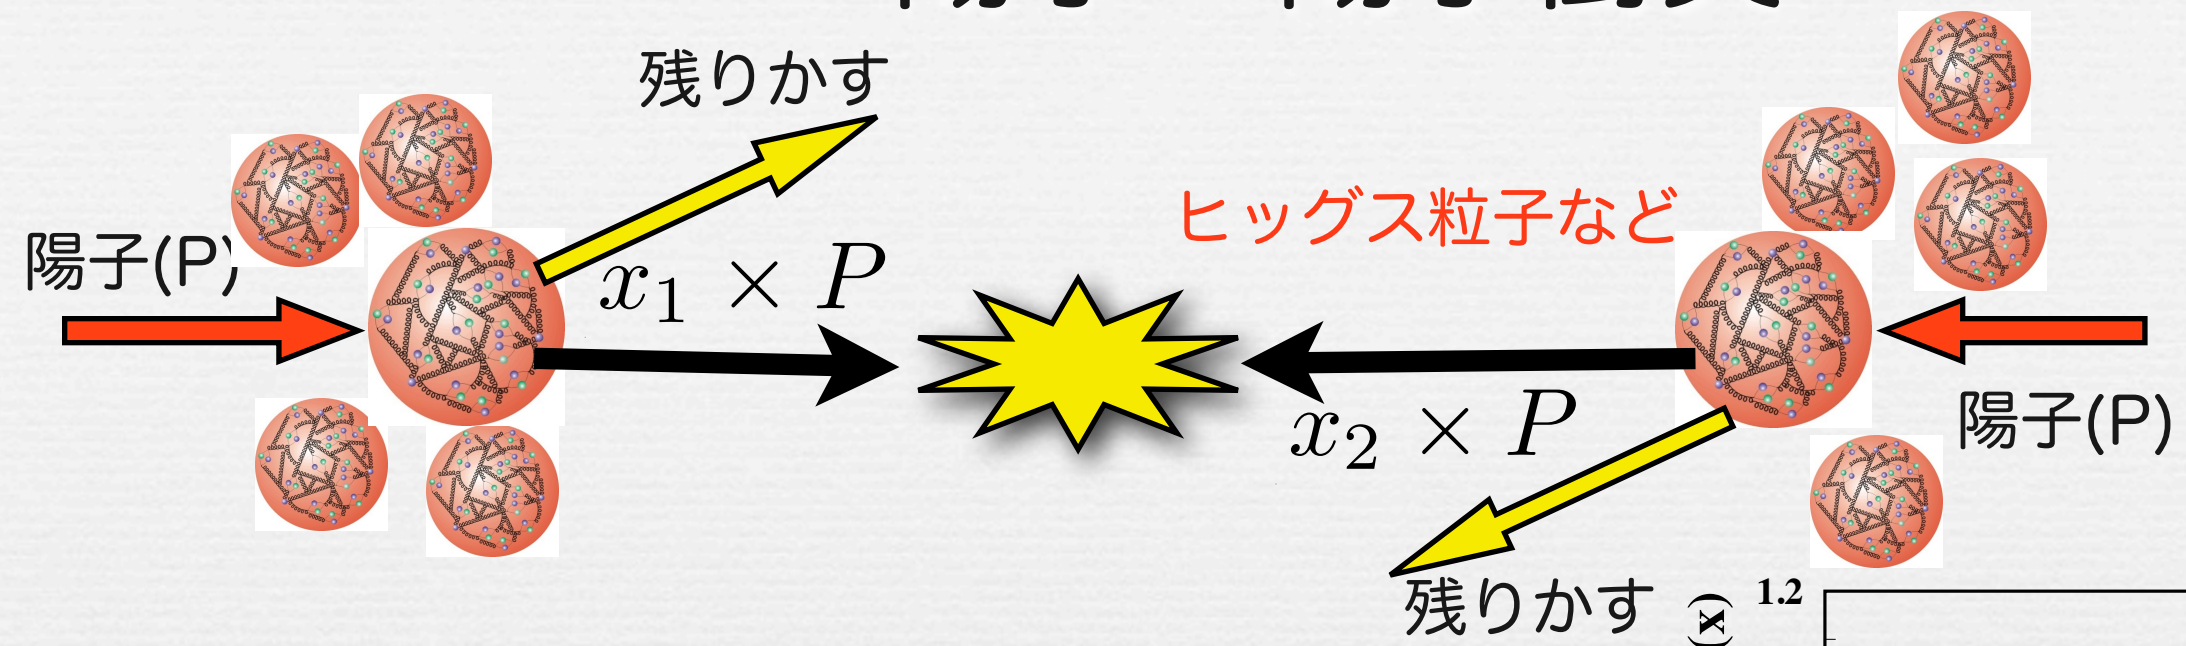 残りかす
ヒッグス粒子など
陽子(P)
x₁ × P
x₂ × P
陽子(P)
残りかす
1.2
(x)